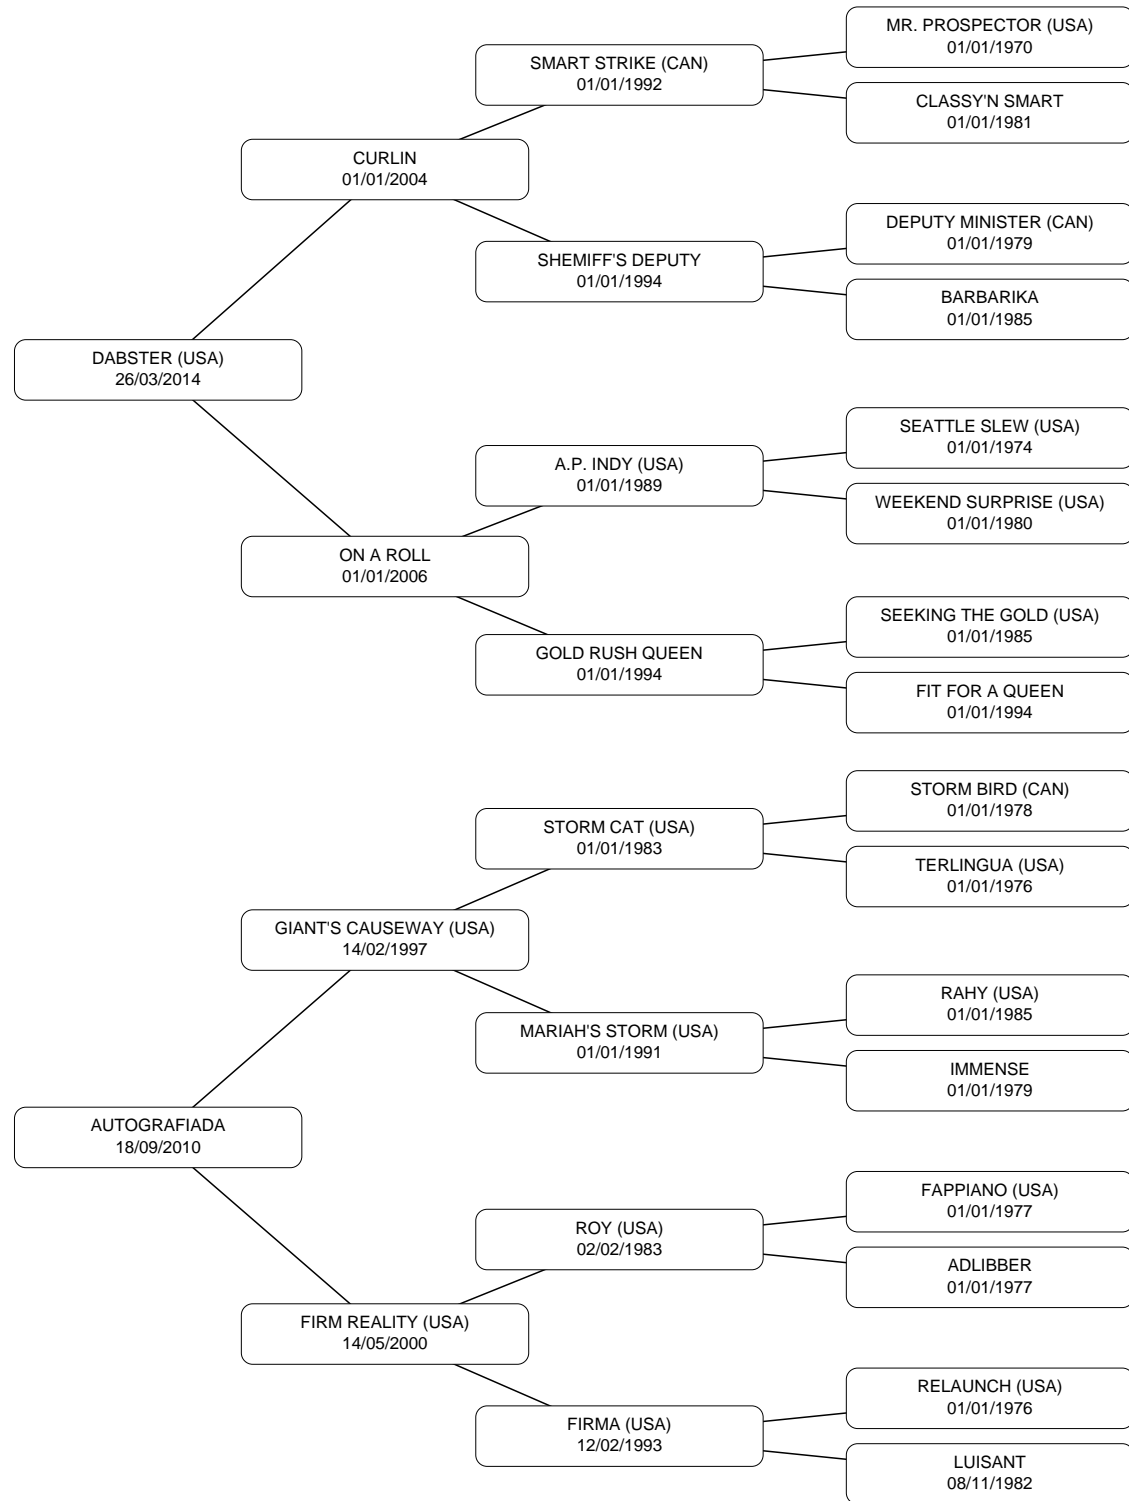 MR. PROSPECTOR (USA)
01/01/1970
SMART STRIKE (CAN)
01/01/1992
CLASSY'N SMART
01/01/1981
CURLIN
01/01/2004
DEPUTY MINISTER (CAN)
01/01/1979
SHEMIFF'S DEPUTY
01/01/1994
BARBARIKA
01/01/1985
DABSTER (USA)
26/03/2014
SEATTLE SLEW (USA)
01/01/1974
A.P. INDY (USA)
01/01/1989
WEEKEND SURPRISE (USA)
01/01/1980
ON A ROLL
01/01/2006
SEEKING THE GOLD (USA)
01/01/1985
GOLD RUSH QUEEN
01/01/1994
FIT FOR A QUEEN
01/01/1994
STORM BIRD (CAN)
01/01/1978
STORM CAT (USA)
01/01/1983
TERLINGUA (USA)
01/01/1976
GIANT'S CAUSEWAY (USA)
14/02/1997
RAHY (USA)
01/01/1985
MARIAH'S STORM (USA)
01/01/1991
IMMENSE
01/01/1979
AUTOGRAFIADA
18/09/2010
FAPPIANO (USA)
01/01/1977
ROY (USA)
02/02/1983
ADLIBBER
01/01/1977
FIRM REALITY (USA)
14/05/2000
RELAUNCH (USA)
01/01/1976
FIRMA (USA)
12/02/1993
LUISANT
08/11/1982